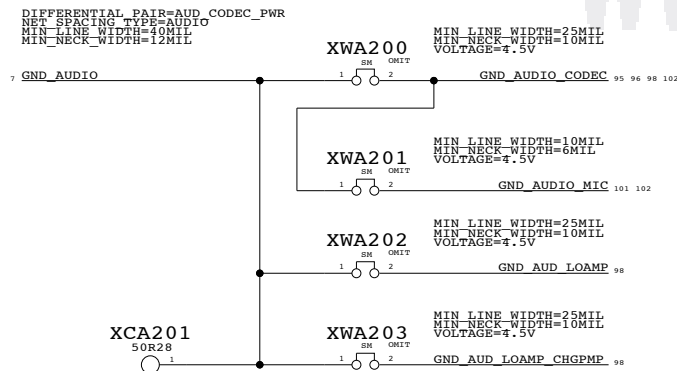 DIFFERENTIAL_PAIR=AUD_CODEC_PWR
NET_SPACING_TYPE=AUDIO
MIN_LINE_WIDTH=40MIL
MIN_NECK_WIDTH=12MIL
7 GND_AUDIO
XWA200
SM OMIT
1 2
MIN_LINE_WIDTH=25MIL
MIN_NECK_WIDTH=10MIL
VOLTAGE=4.5V
GND_AUDIO_CODEC 95 96 98 102
XWA201
SM OMIT
1 2
MIN_LINE_WIDTH=10MIL
MIN_NECK_WIDTH=6MIL
VOLTAGE=4.5V
GND_AUDIO_MIC 101 102
XWA202
SM OMIT
1 2
MIN_LINE_WIDTH=25MIL
MIN_NECK_WIDTH=10MIL
VOLTAGE=4.5V
GND_AUD_LOAMP 98
XCA201
50R28
1
XWA203
SM OMIT
1 2
MIN_LINE_WIDTH=25MIL
MIN_NECK_WIDTH=10MIL
VOLTAGE=4.5V
GND_AUD_LOAMP_CHGPMP 98